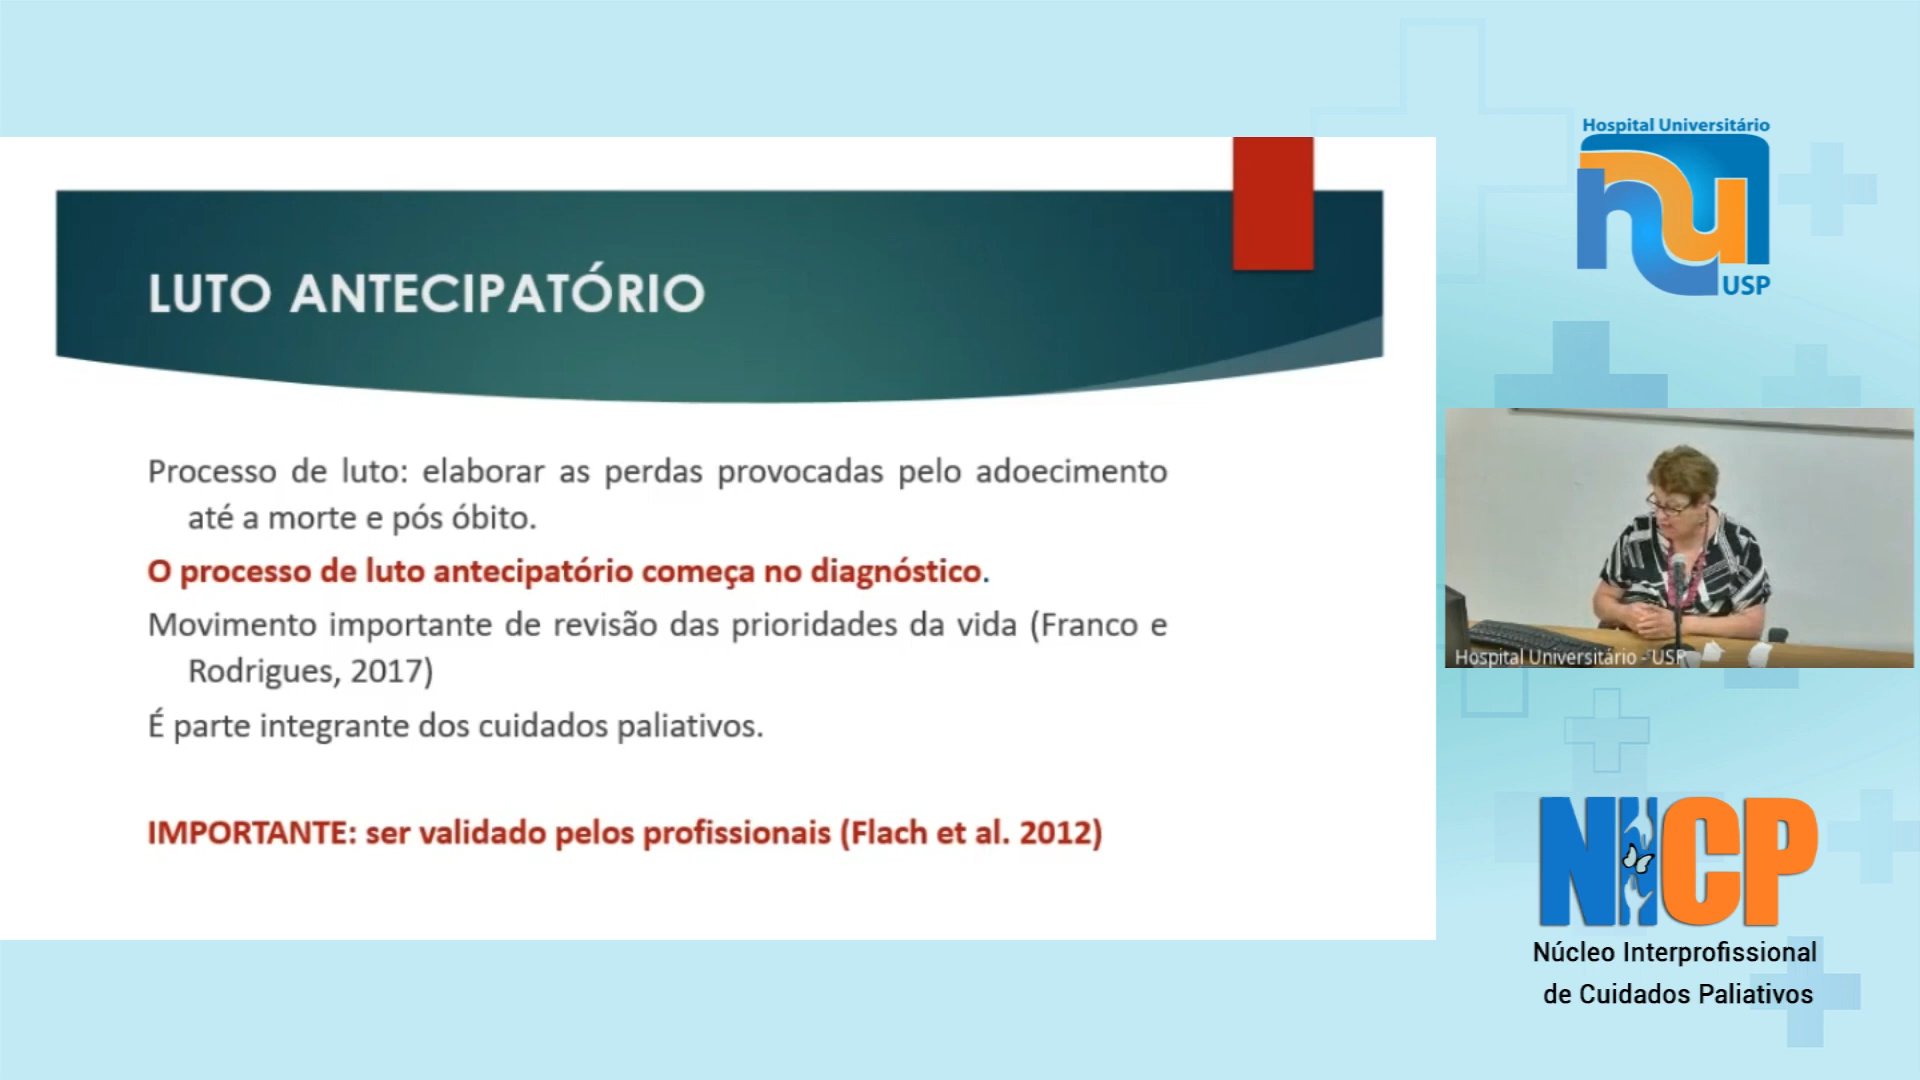 LUTO ANTECIPATÓRIO
Processo de luto: elaborar as perdas provocadas pelo adoecimento
até a morte e pós óbito.
O processo de luto antecipatório começa no diagnóstico.
Movimento importante de revisão das prioridades da vida (Franco e
Rodrigues, 2017)
É parte integrante dos cuidados paliativos.
IMPORTANTE: ser validado pelos profissionais (Flach et al. 2012)
Hospital Universitário
hu
USP
Hospital Universitário - USP
NICP
Núcleo Interprofissional
de Cuidados Paliativos